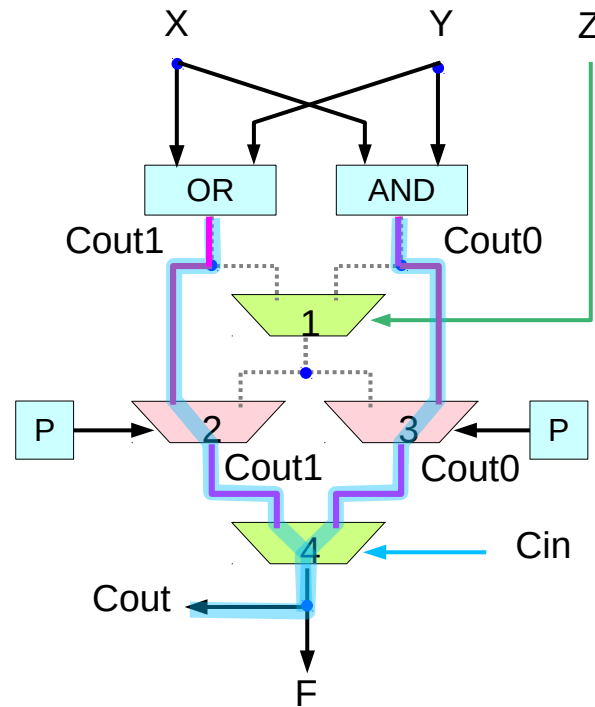 X Y Z
OR AND
Cout1 Cout0
1
P 2 3 P
Cout1 Cout0
4 Cin
Cout
F